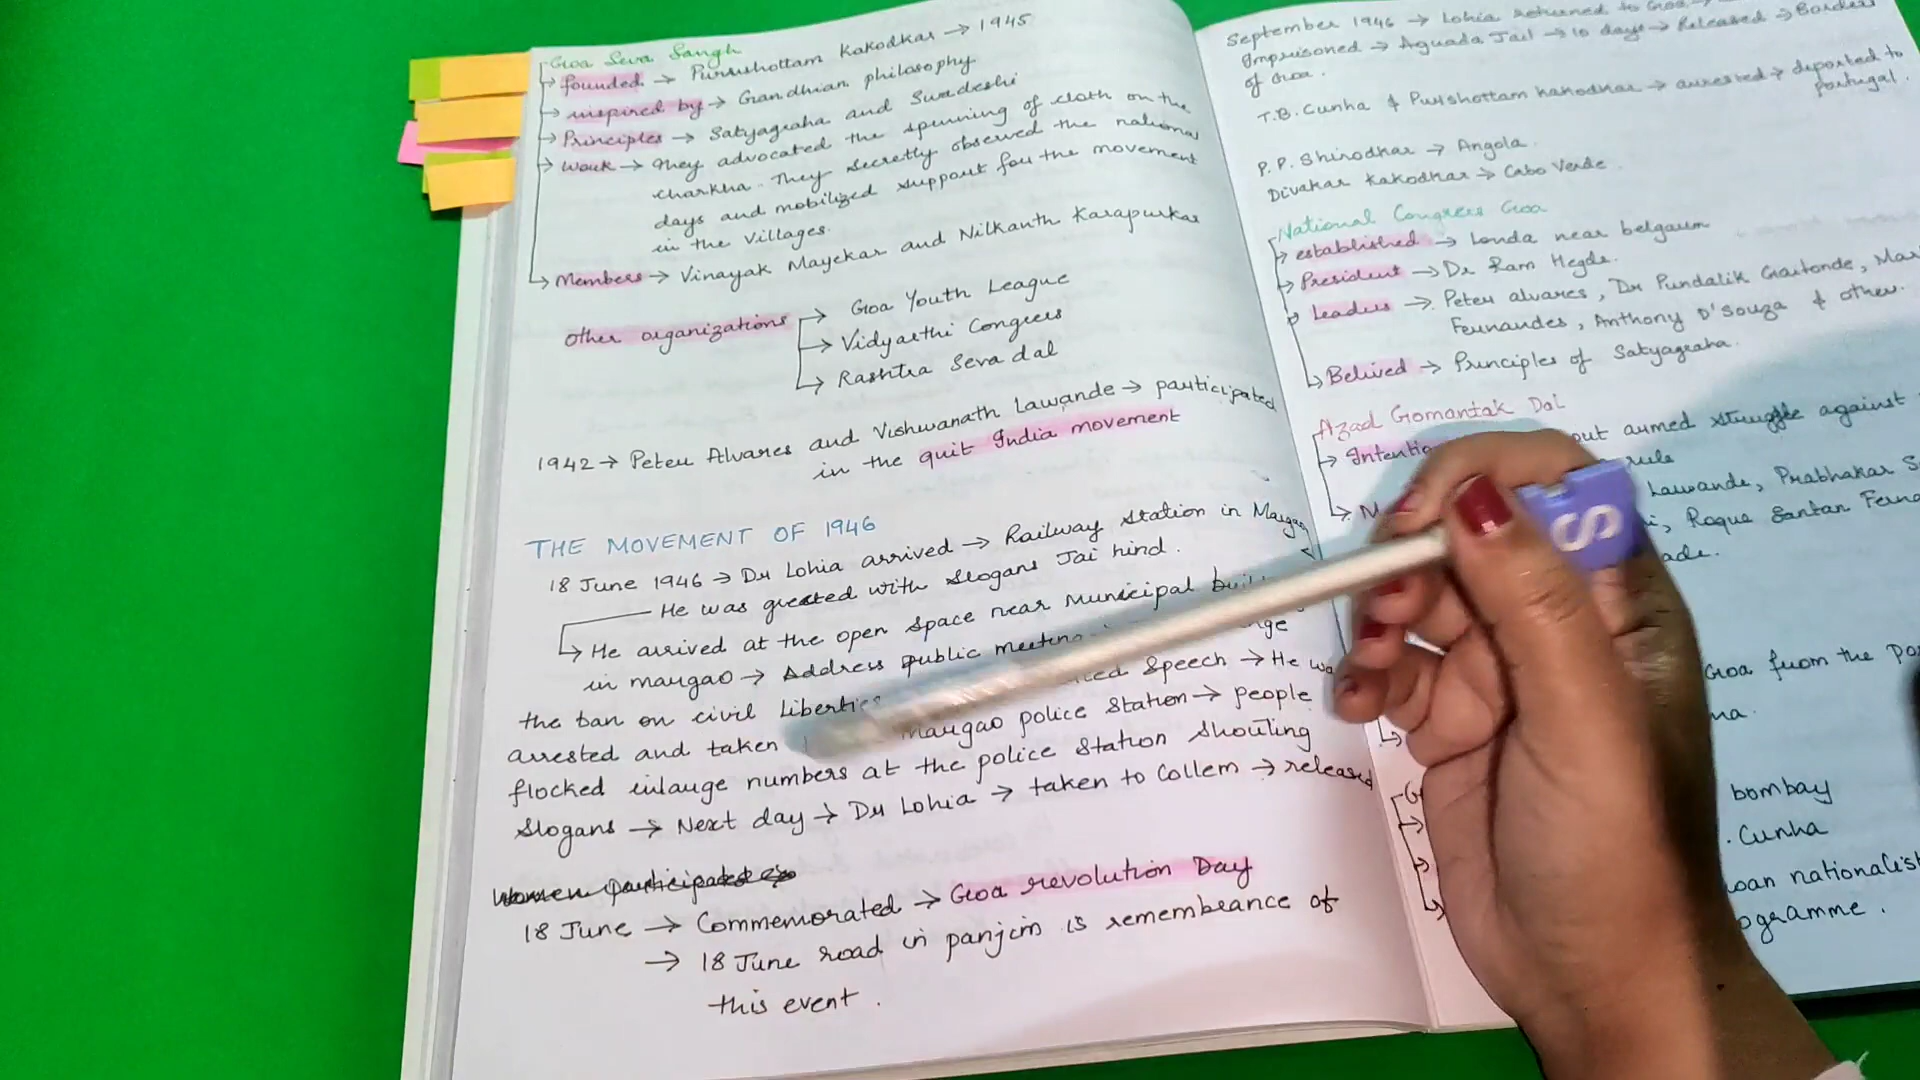 Goa Seva Sangh
founded → Purushottam Kakodkar → 1945
inspired by → Gandhian philosophy
Principles → Satyagraha and Swadeshi
Work → They advocated the spinning of cloth on the
charkha. They secretly observed the national
days and mobilized support for the movement
in the villages.
Members → Vinayak Mayekar and Nilkanth Karapurkar
other organizations → Goa Youth League
→ Vidyarthi Congress
→ Rashtra Seva dal
1942 → Peter Alvares and Vishwanath Lawande → participated
in the quit India movement
THE MOVEMENT OF 1946
18 June 1946 → Dr Lohia arrived → Railway station in Margao
He was greeted with slogans Jai hind.
→ He arrived at the open space near Municipal
in margao → Address public
the ban on civil Speech → He
arrested and taken margao police station → people
flocked inlarge numbers at the police station shouting
slogans → Next day → Dr Lohia → taken to Collem → released
18 June → Commemorated → Goa revolution Day
→ 18 June road in panjim is remembrance of
this event.
September 1946 → Lohia returned to Goa
Imprisoned → Aguada Jail → 10 days → Released → Borders
of Goa.
T.B. Cunha & Purshottam kakodkar → arrested → deported to
portugal.
P.P. Shirodkar → Angola
Divakar Kakodkar → Cabo Verde.
National Congress Goa
established → Londa near belgaum
President → Dr Ram Hegde.
Leaders → Peter alvares, Dr Pundalik Gaitonde,
Fernandes, Anthony D'Souza & other.
Belived → Principles of Satyagraha.
Azad Gomantak Dal
→ out armed struggle against
rule
Lawande, Prabhakar
Roque Santan
Goa from the
bombay
Cunha
nationalist
S